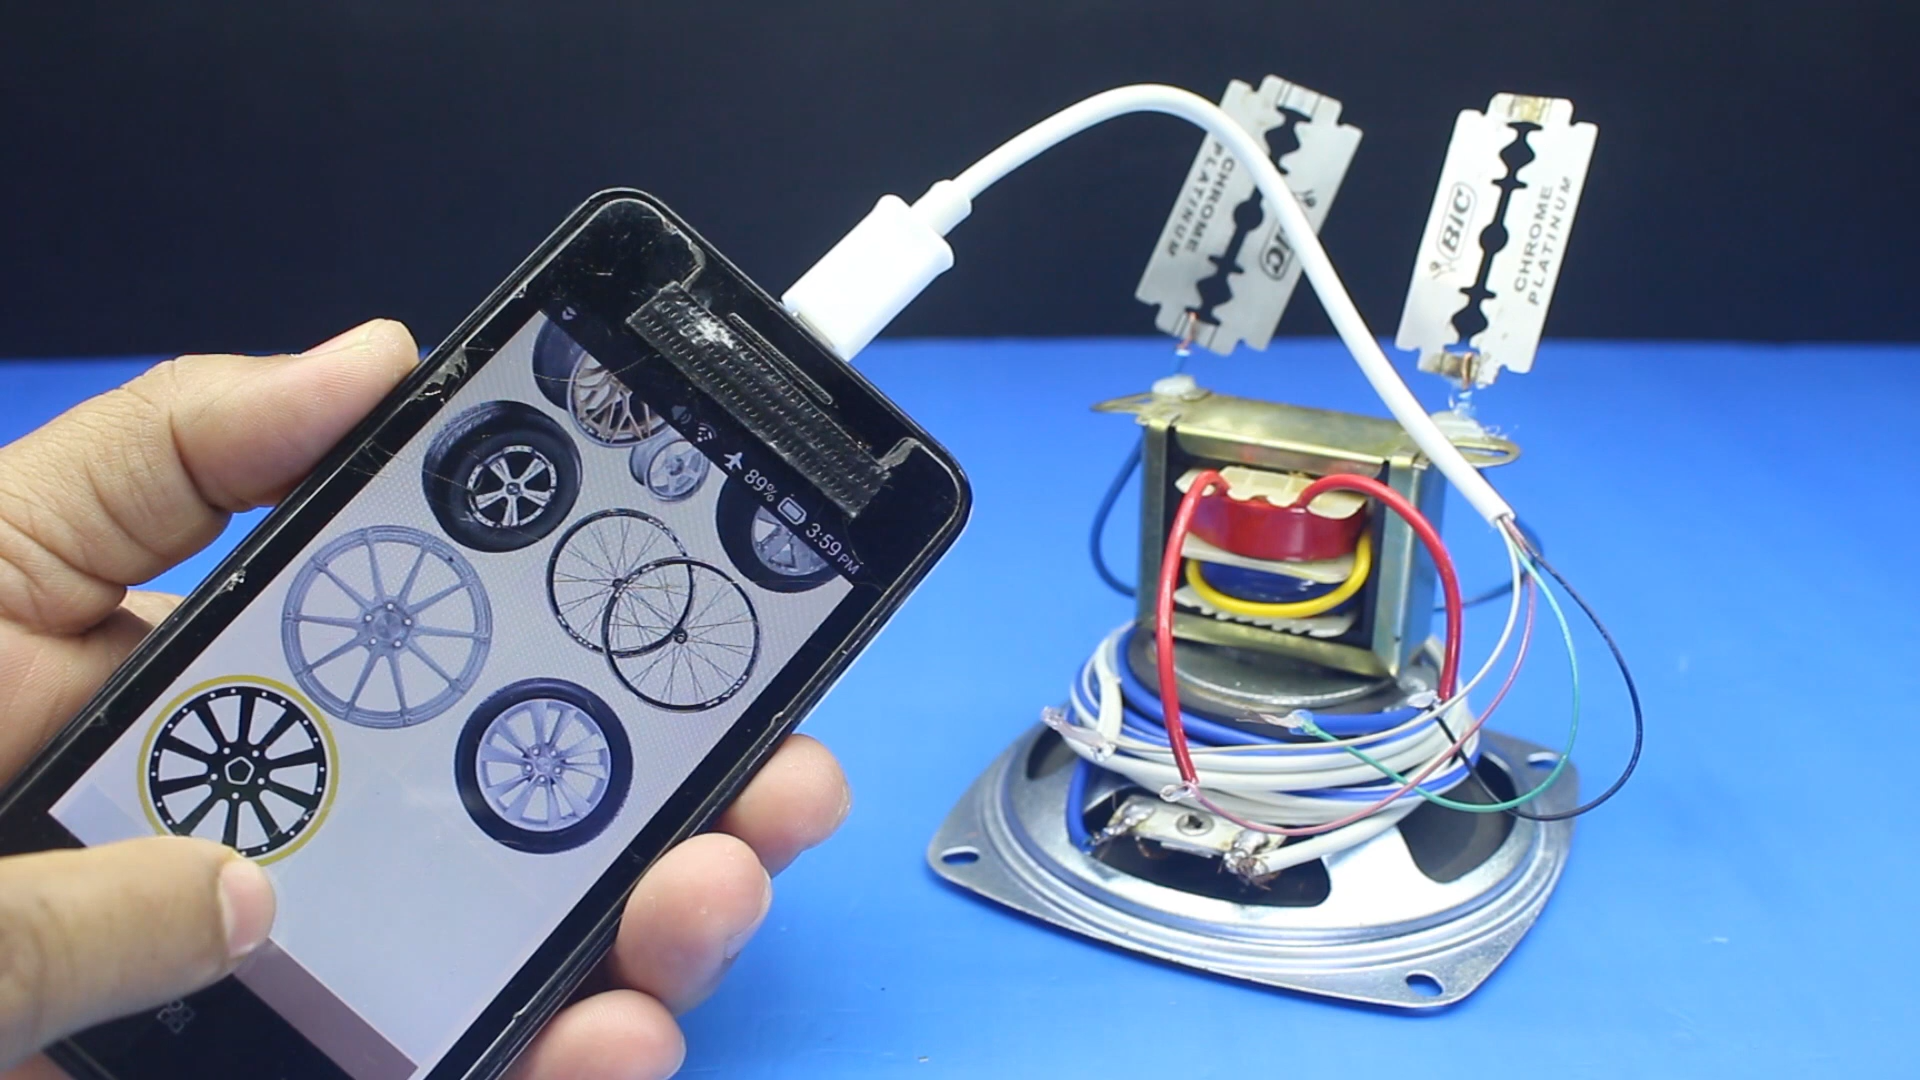 89% 3:59 PM
CHROME
PLATINUM
BIC
BIC
CHROME
PLATINUM